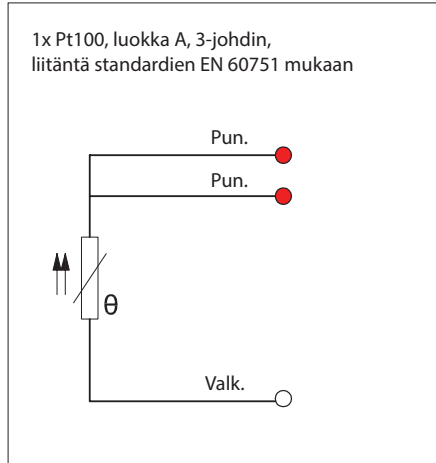 1x Pt100, luokka A, 3-johdin,
liitäntä standardien EN 60751 mukaan
Pun.
Pun.
θ
Valk.